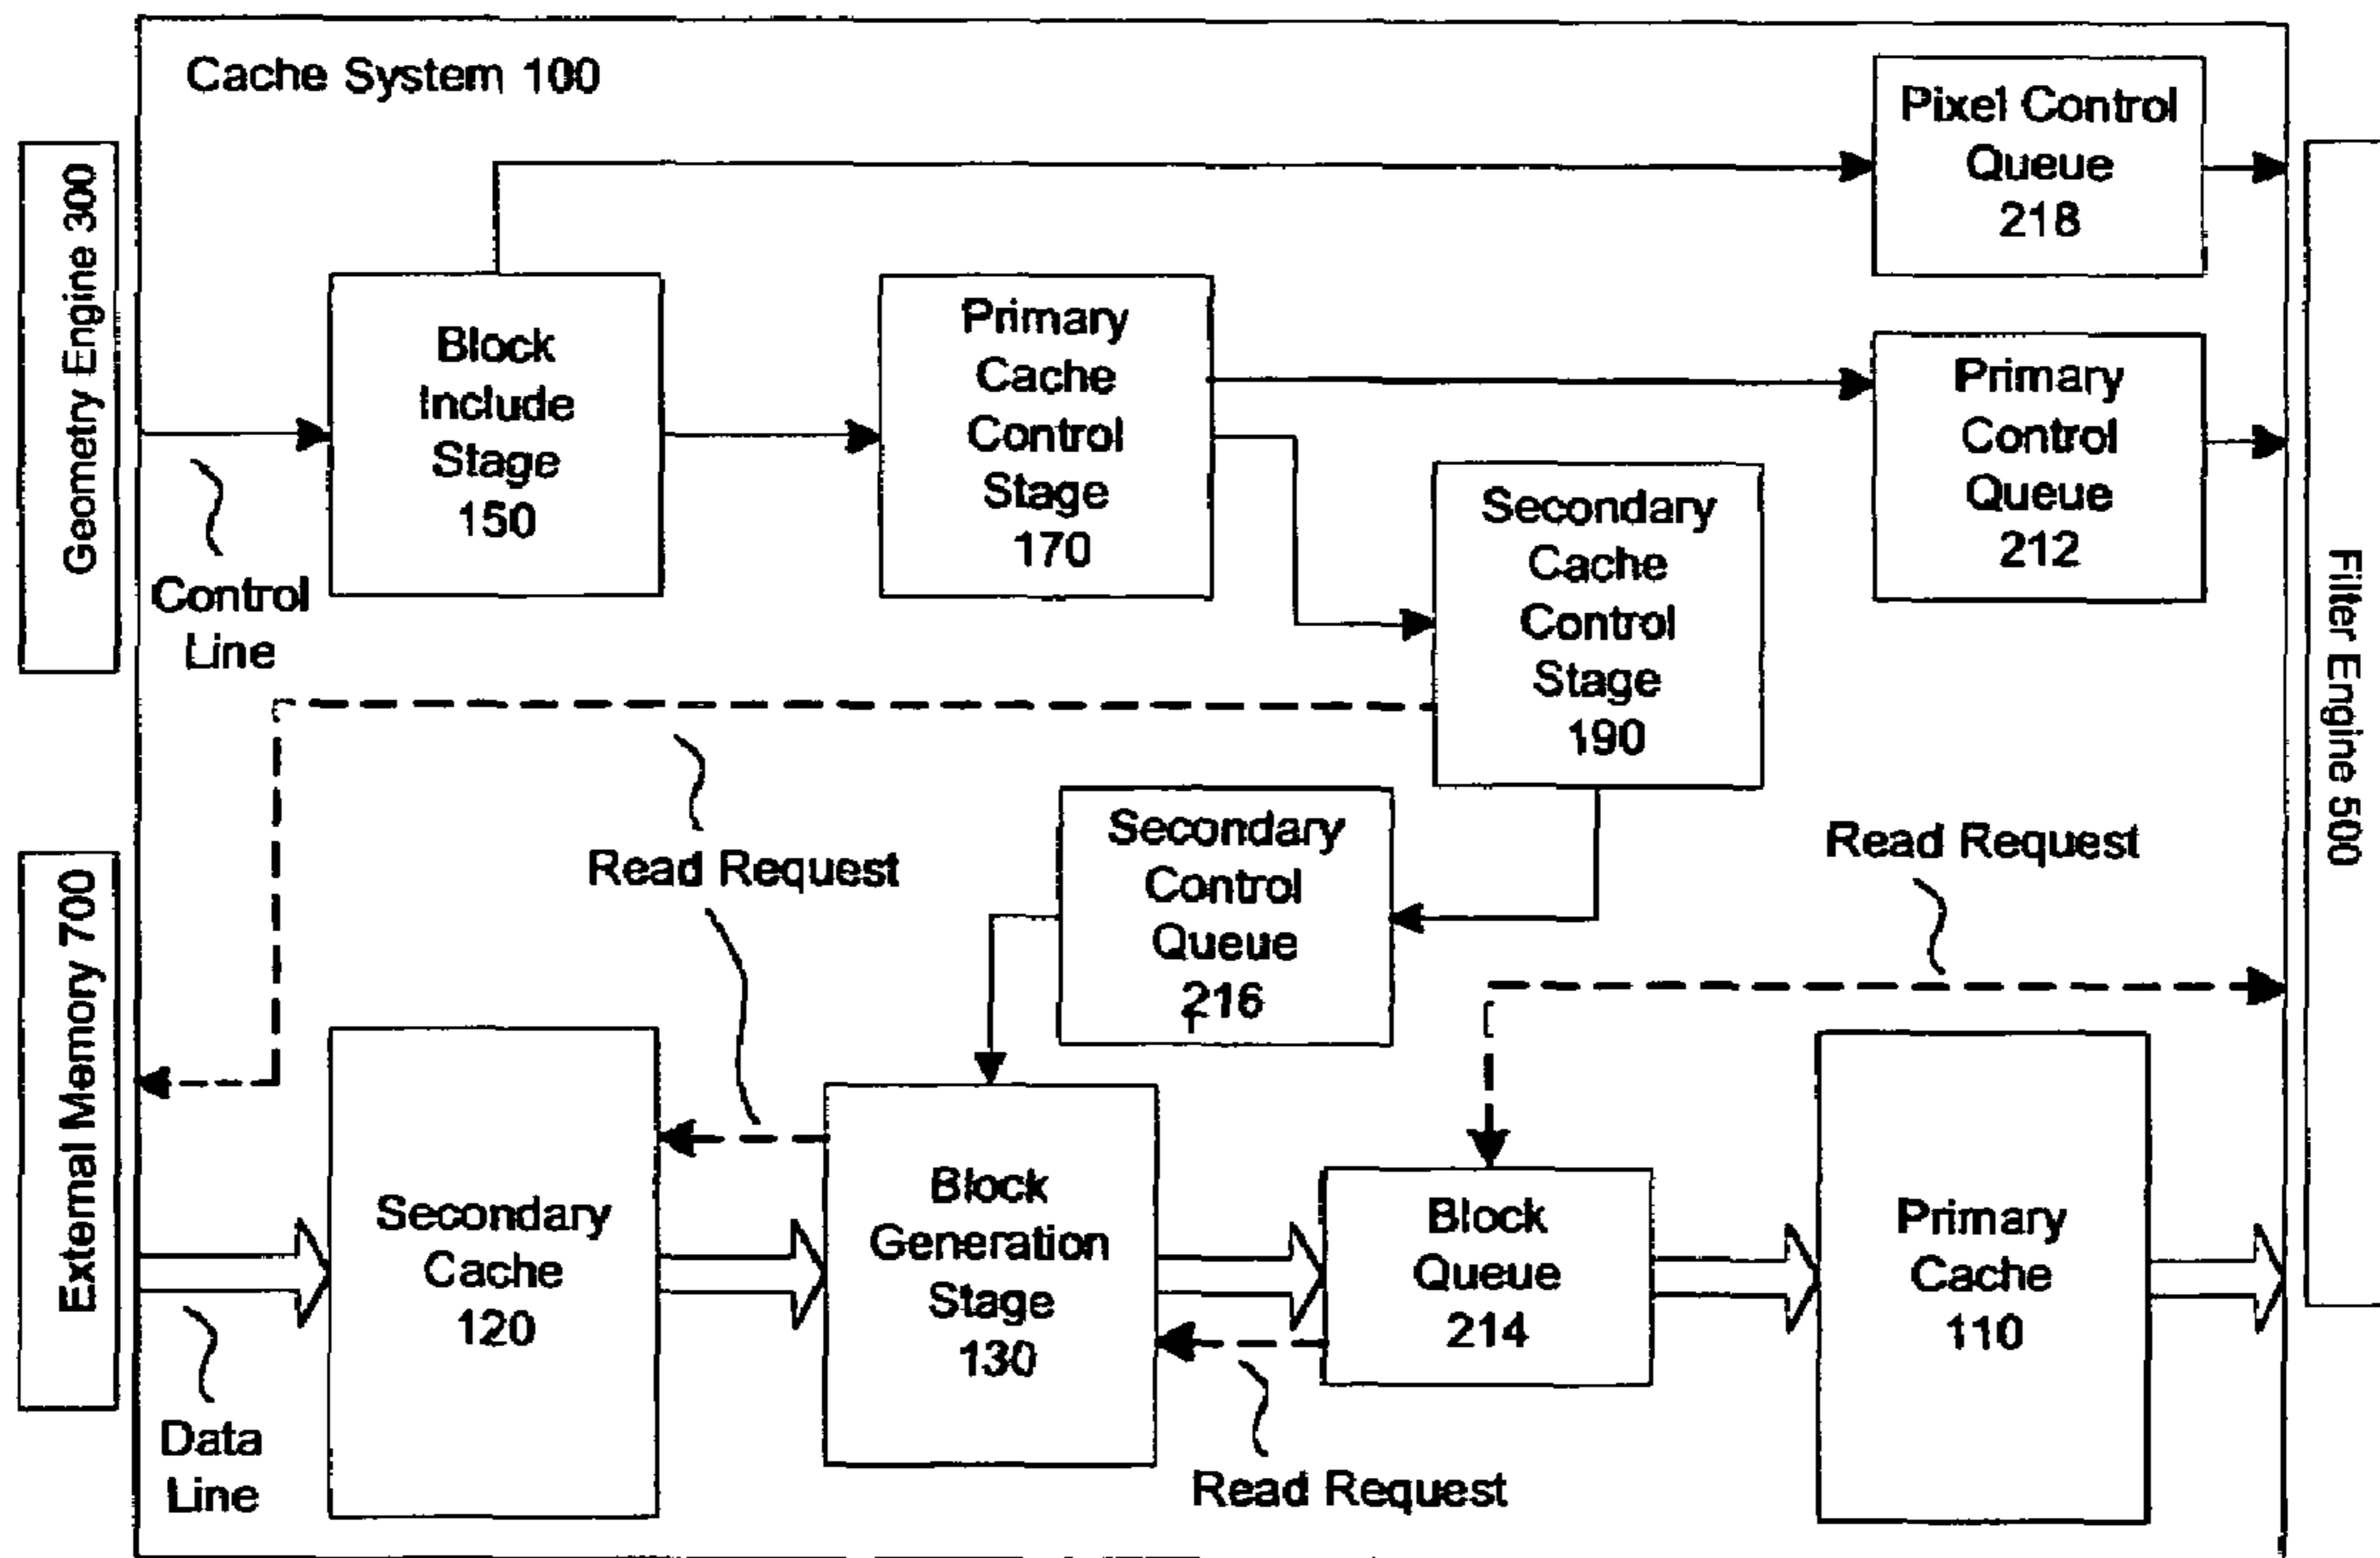 Cache System 100
Geometry Engine 300
Pixel Control
Queue
218
Block
Include
Stage
150
Primary
Cache
Control
Stage
170
Primary
Control
Queue
212
Control
Line
Secondary
Cache
Control
Stage
190
Filter Engine 500
External Memory 700
Read Request
Secondary
Control
Queue
216
Read Request
Secondary
Cache
120
Block
Generation
Stage
130
Block
Queue
214
Primary
Cache
110
Data
Line
Read Request